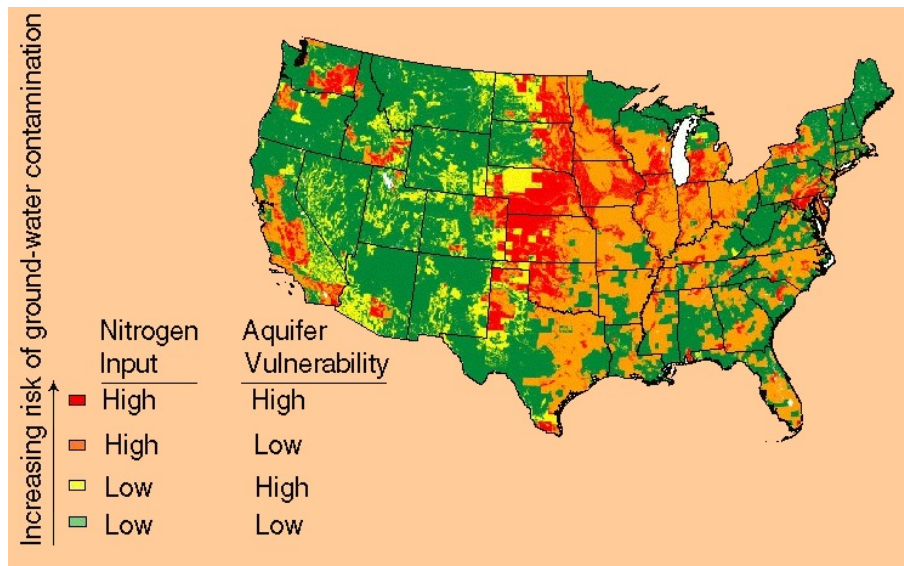 Increasing risk of ground-water contamination
Nitrogen Aquifer
Input Vulnerability
High High
High Low
Low High
Low Low